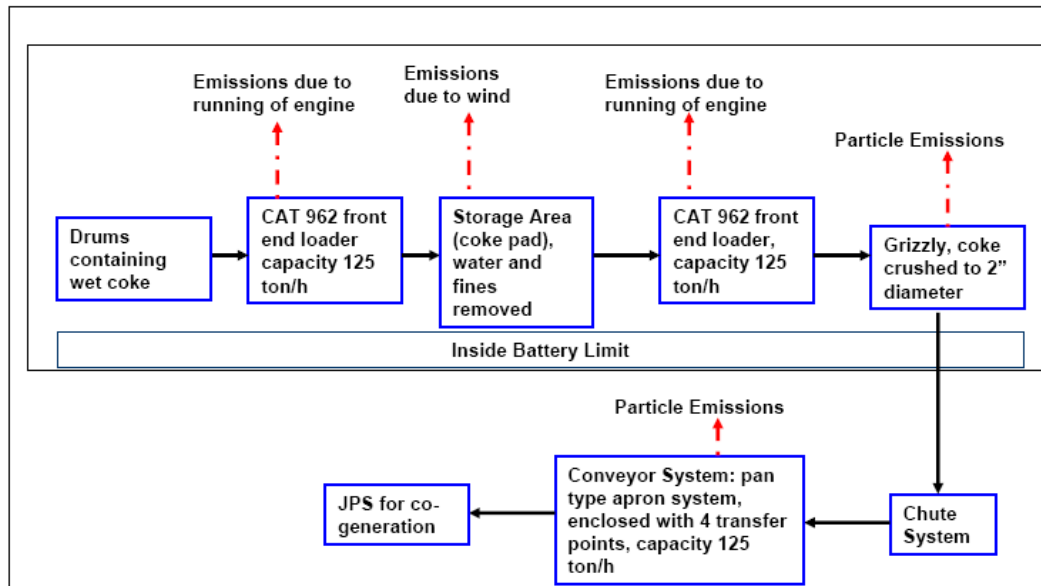 Emissions due to
running of engine
Emissions
due to wind
Emissions due to
running of engine
Particle Emissions
Drums
containing
wet coke
CAT 962 front
end loader
capacity 125
ton/h
Storage Area
(coke pad),
water and
fines
removed
CAT 962 front
end loader,
capacity 125
ton/h
Grizzly, coke
crushed to 2”
diameter
Inside Battery Limit
Particle Emissions
JPS for co-
generation
Conveyor System: pan
type apron system,
enclosed with 4 transfer
points, capacity 125
ton/h
Chute
System